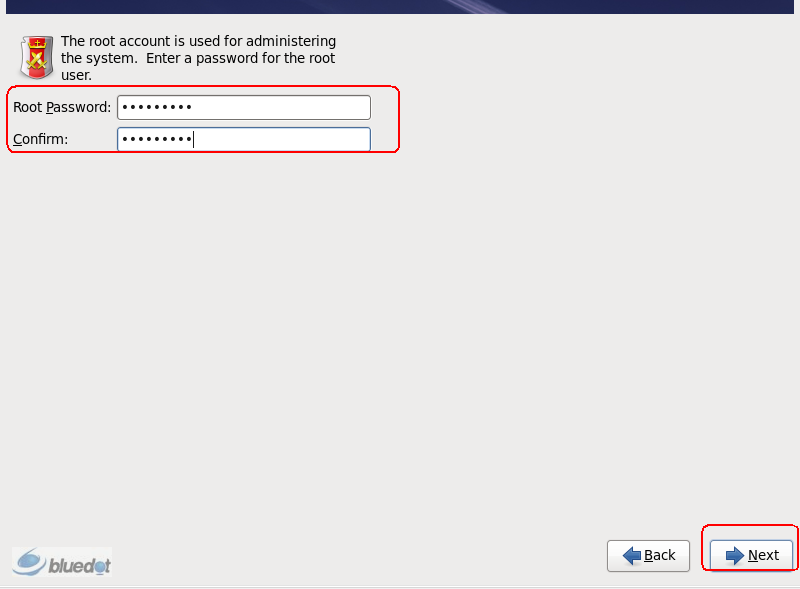 The root account is used for administering
the system.  Enter a password for the root
user.
Root Password: •••••••••
Confirm: •••••••••
bluedot
Back
Next